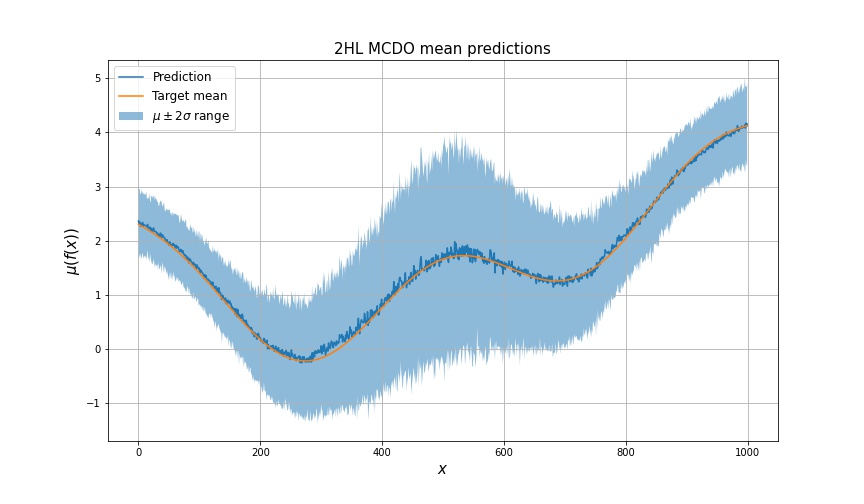 2HL MCDO mean predictions
Prediction
Target mean
μ ± 2σ range
5
4
3
2
1
0
−1
μ(f(x))
0 200 400 600 800 1000
x